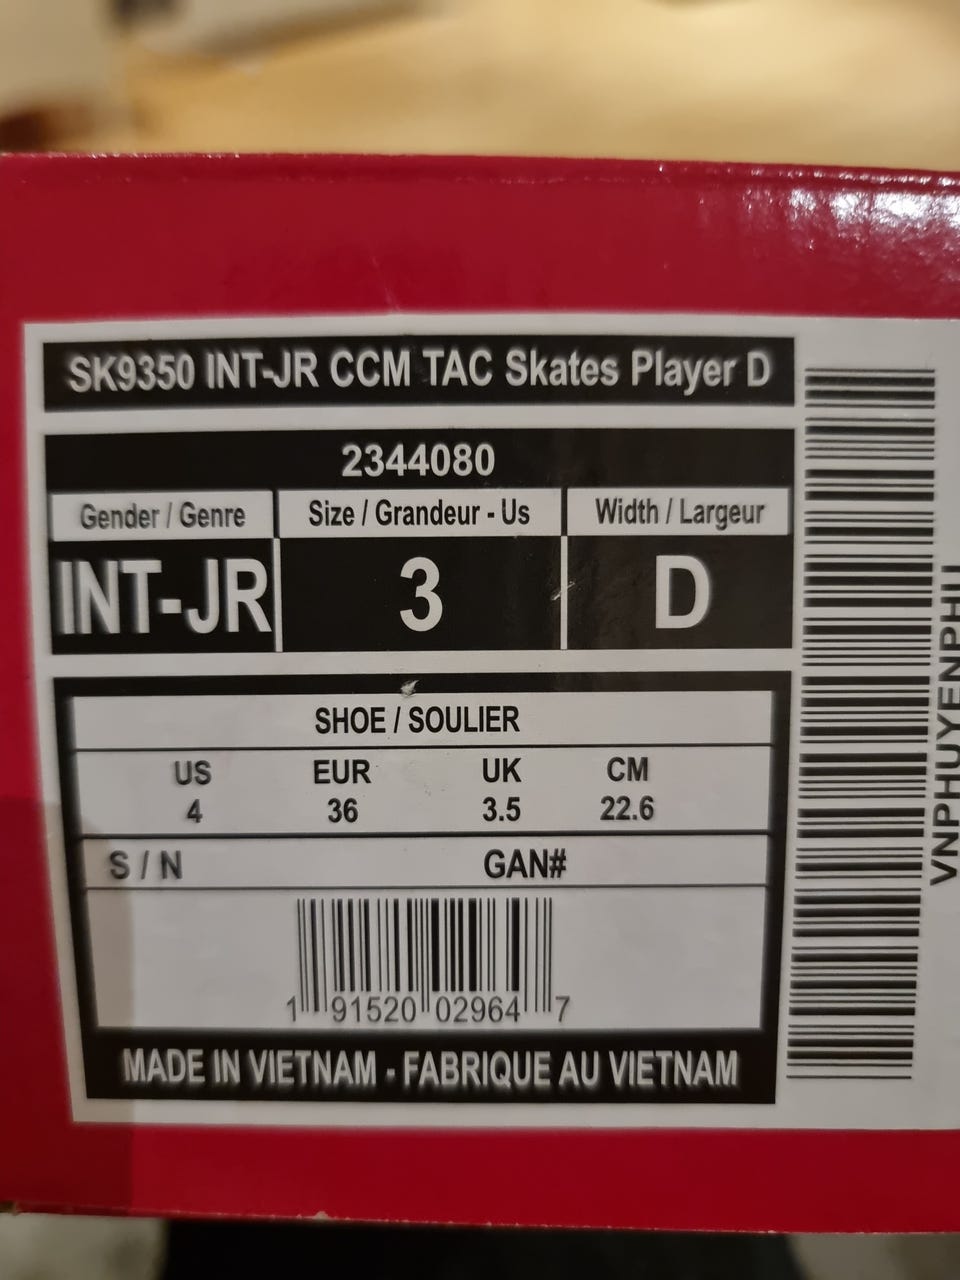 SK9350 INT-JR CCM TAC Skates Player D
2344080
Gender / Genre Size / Grandeur - Us Width / Largeur
INT-JR 3 D
SHOE / SOULIER
US EUR UK CM
4 36 3.5 22.6
S / N GAN#
1 91520 02964 7
MADE IN VIETNAM - FABRIQUE AU VIETNAM
VNPHUYENPHU